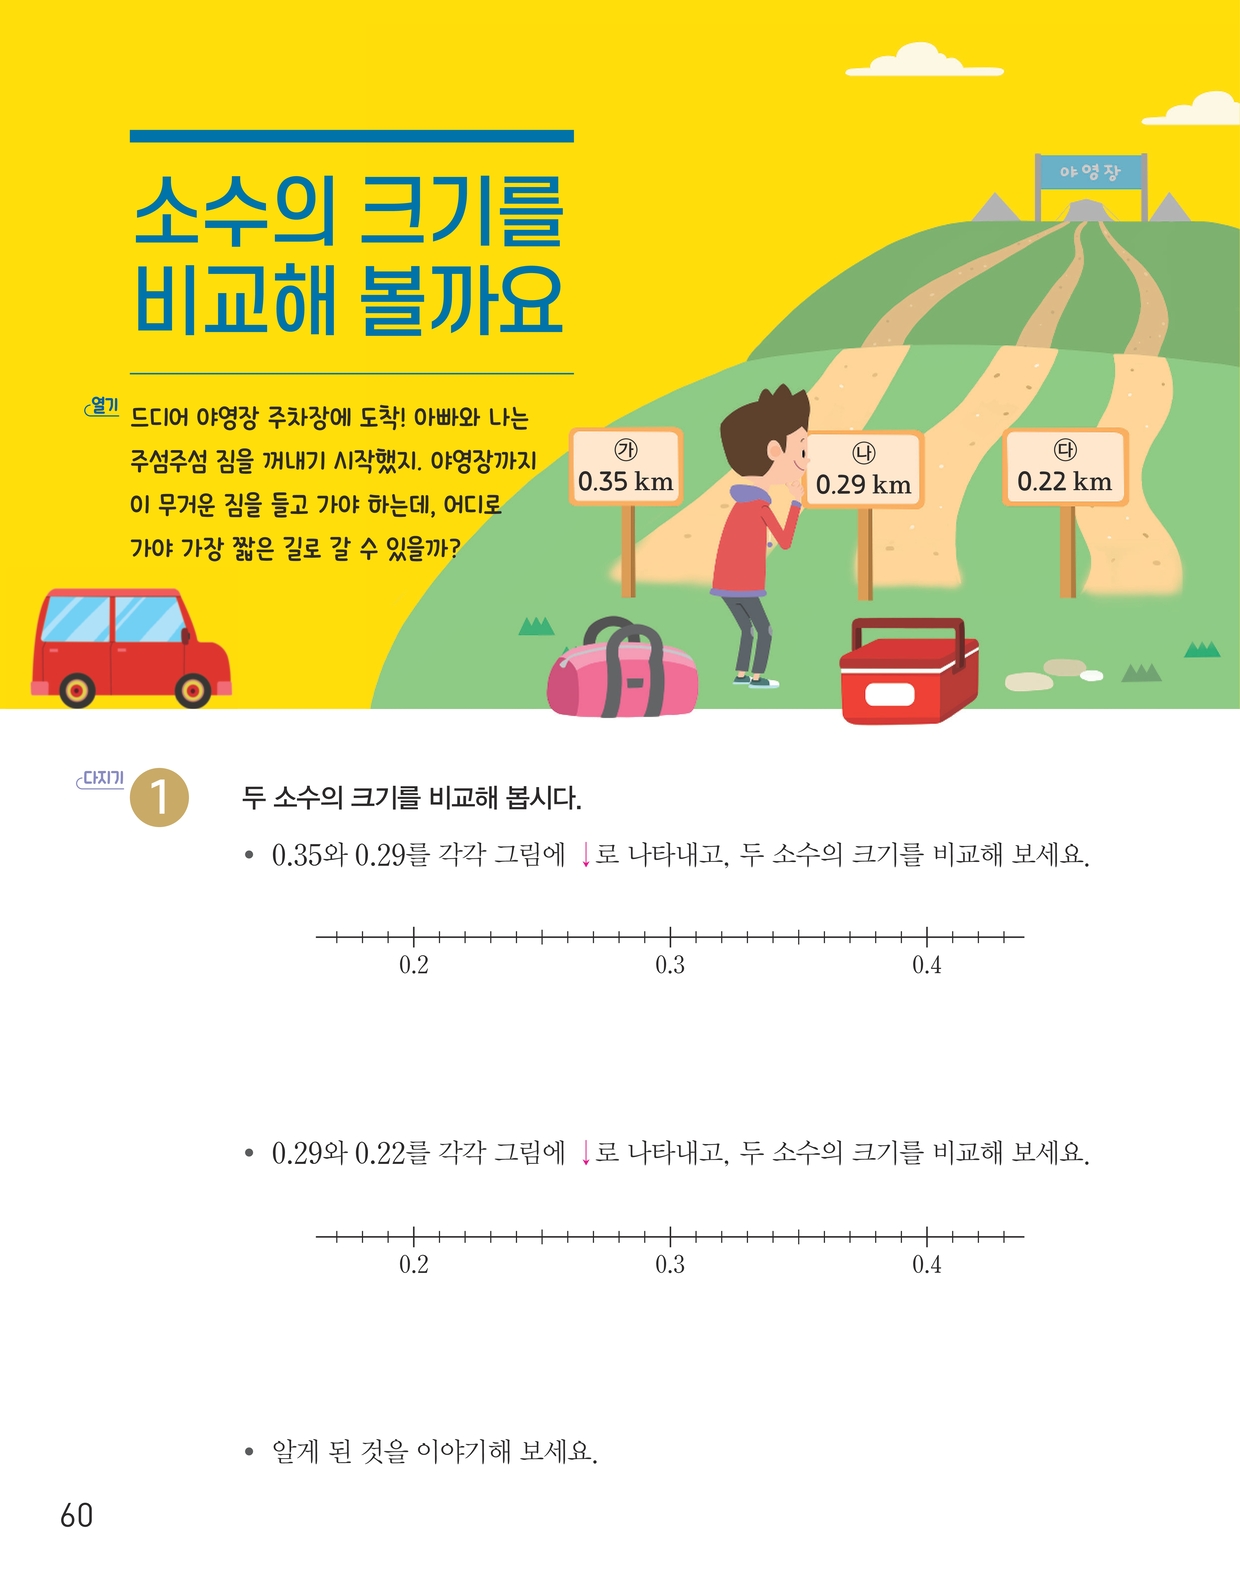 야영장
소수의 크기를
비교해 볼까요
열기
드디어 야영장 주차장에 도착! 아빠와 나는
주섬주섬 짐을 꺼내기 시작했지. 야영장까지
이 무거운 짐을 들고 가야 하는데, 어디로
가야 가장 짧은 길로 갈 수 있을까?
㉮
0.35 km
㉯
0.29 km
㉰
0.22 km
다지기
1 두 소수의 크기를 비교해 봅시다.
• 0.35와 0.29를 각각 그림에 ↓로 나타내고, 두 소수의 크기를 비교해 보세요.
0.2 0.3 0.4
• 0.29와 0.22를 각각 그림에 ↓로 나타내고, 두 소수의 크기를 비교해 보세요.
0.2 0.3 0.4
• 알게 된 것을 이야기해 보세요.
60